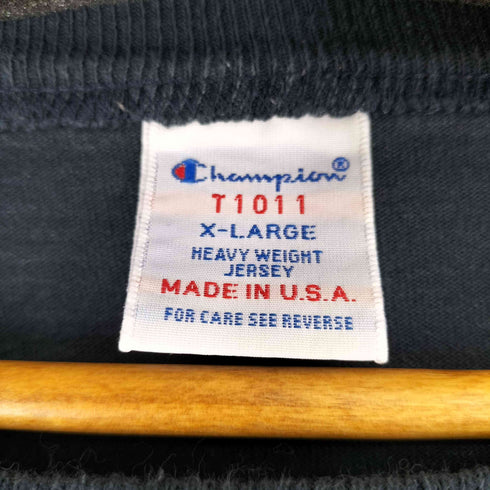 Champion®
T1011
X-LARGE
HEAVY WEIGHT
JERSEY
MADE IN U.S.A.
FOR CARE SEE REVERSE